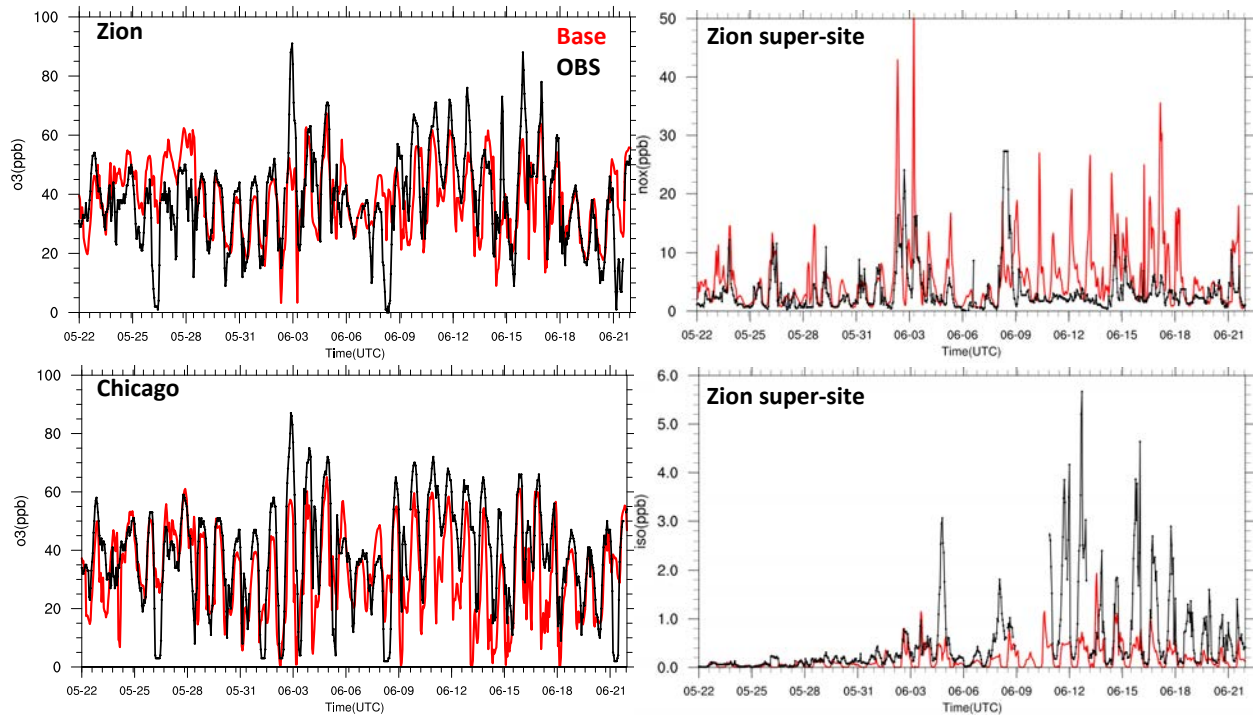 Zion
Base
OBS
o3(ppb)
100
80
60
40
20
0
05-22 05-25 05-28 05-31 06-03 06-06 06-09 06-12 06-15 06-18 06-21
Time(UTC)
Zion super-site
nox(ppb)
50
40
30
20
10
0
05-22 05-25 05-28 05-31 06-03 06-06 06-09 06-12 06-15 06-18 06-21
Time(UTC)
Chicago
o3(ppb)
100
80
60
40
20
0
05-22 05-25 05-28 05-31 06-03 06-06 06-09 06-12 06-15 06-18 06-21
Time(UTC)
Zion super-site
iso(ppb)
6.0
5.0
4.0
3.0
2.0
1.0
0.0
05-22 05-25 05-28 05-31 06-03 06-06 06-09 06-12 06-15 06-18 06-21
Time(UTC)